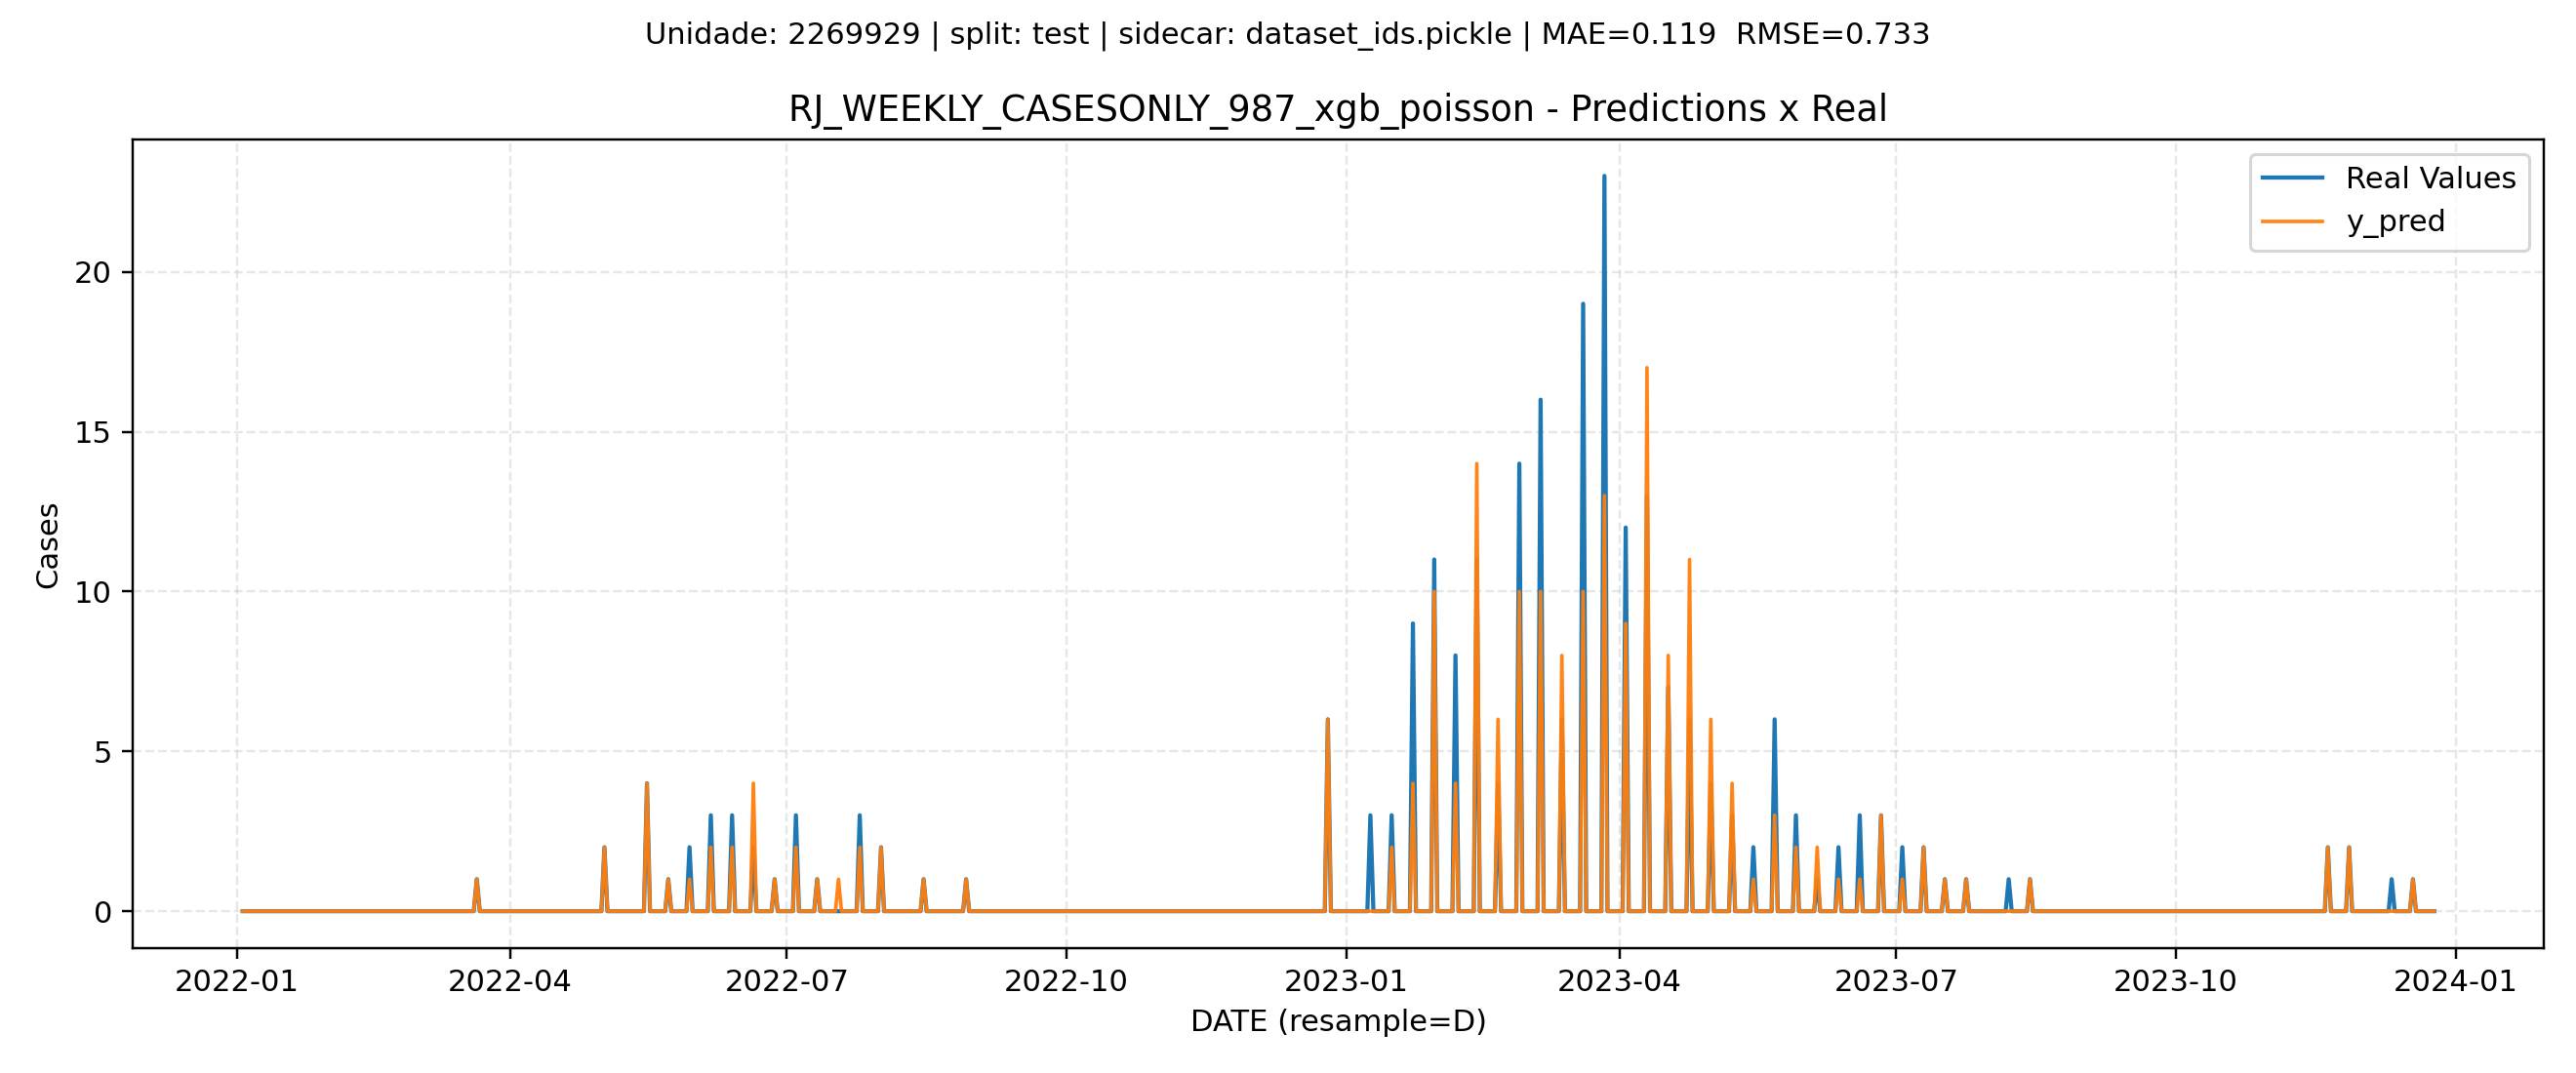 Unidade: 2269929 | split: test | sidecar: dataset_ids.pickle | MAE=0.119  RMSE=0.733
RJ_WEEKLY_CASESONLY_987_xgb_poisson - Predictions x Real
Real Values
y_pred
Cases
20
15
10
5
0
2022-01 2022-04 2022-07 2022-10 2023-01 2023-04 2023-07 2023-10 2024-01
DATE (resample=D)